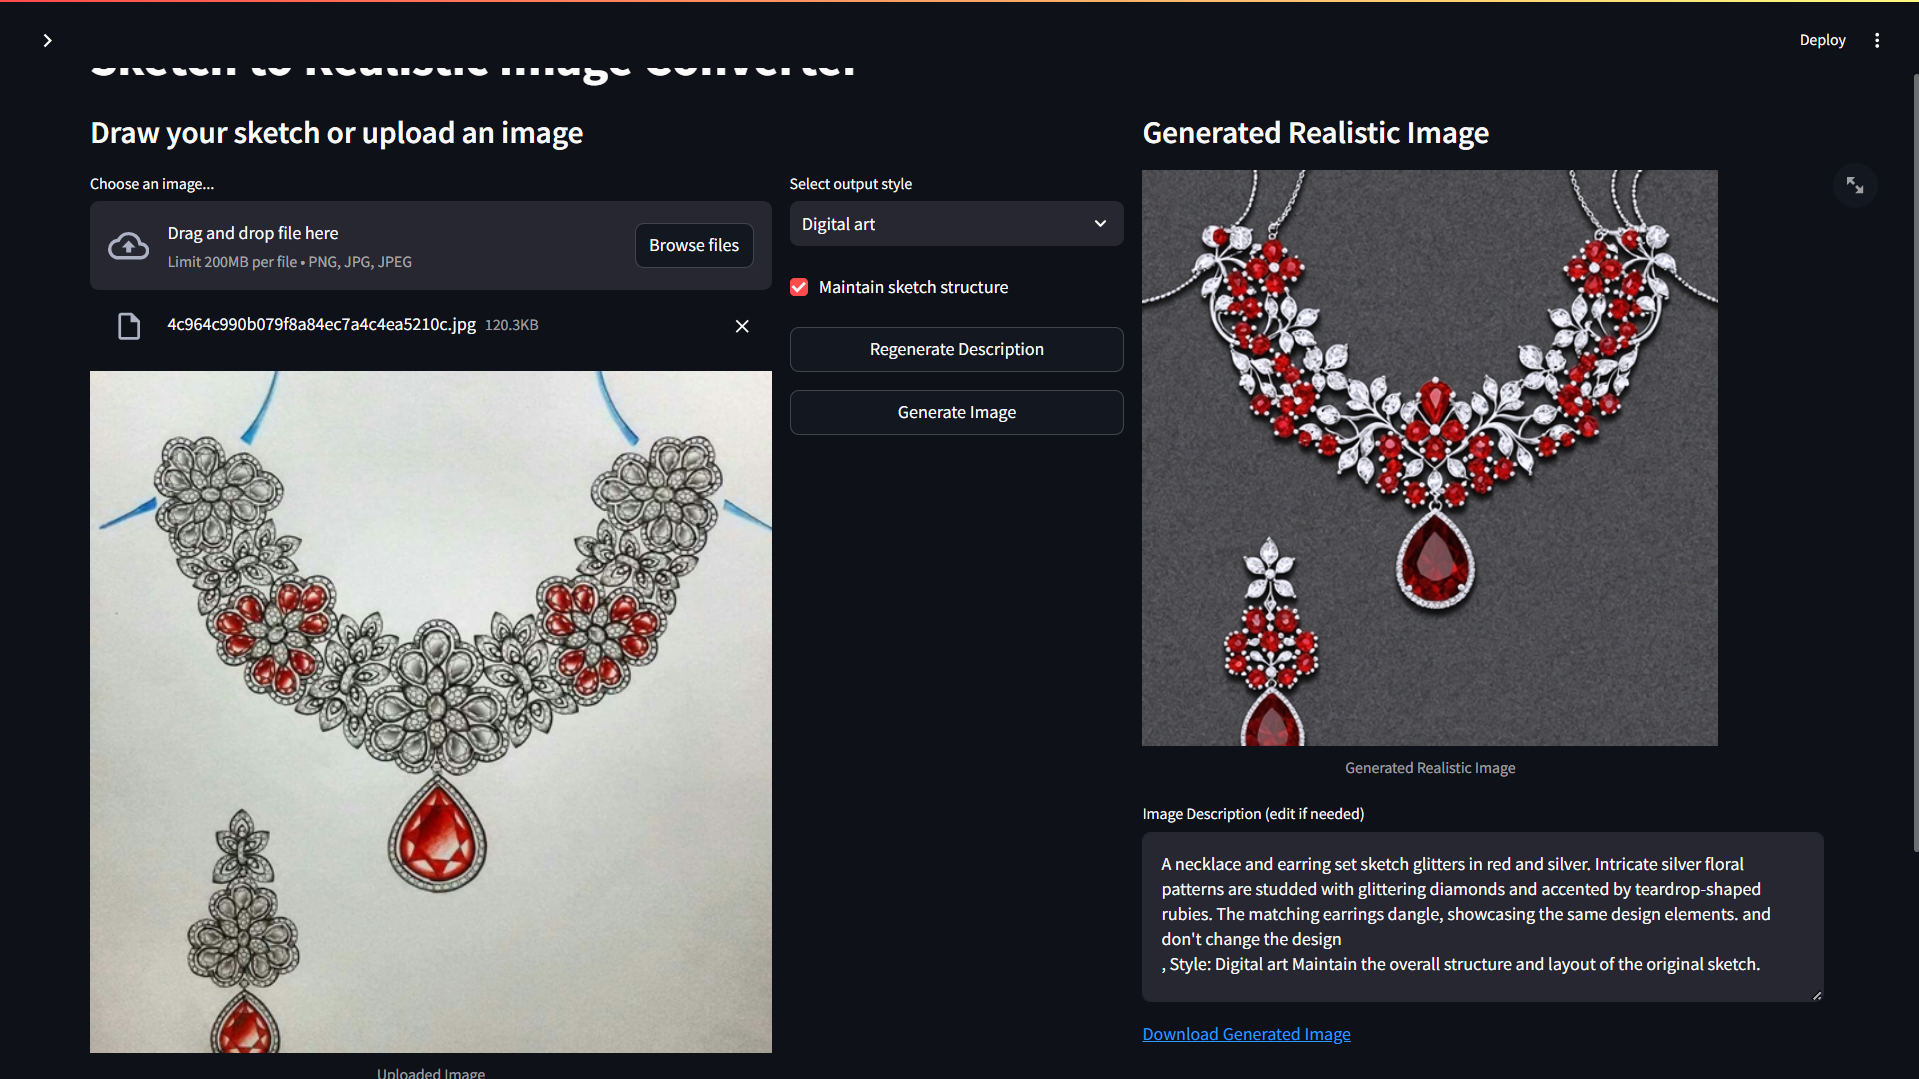 Deploy
Sketch to Realistic Image Converter
Draw your sketch or upload an image
Choose an image...
Drag and drop file here
Limit 200MB per file • PNG, JPG, JPEG
Browse files
4c964c990b079f8a84ec7a4c4ea5210c.jpg 120.3KB
Uploaded Image
Select output style
Digital art
Maintain sketch structure
Regenerate Description
Generate Image
Generated Realistic Image
Generated Realistic Image
Image Description (edit if needed)
A necklace and earring set sketch glitters in red and silver. Intricate silver floral
patterns are studded with glittering diamonds and accented by teardrop-shaped
rubies. The matching earrings dangle, showcasing the same design elements. and
don't change the design
, Style: Digital art Maintain the overall structure and layout of the original sketch.
Download Generated Image